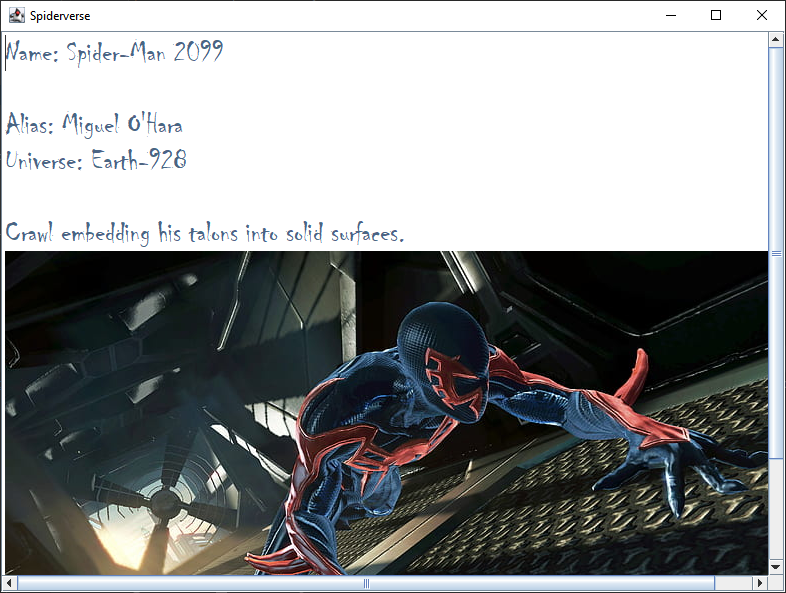 Spiderverse
Name: Spider-Man 2099
Alias: Miguel O'Hara
Universe: Earth-928
Crawl embedding his talons into solid surfaces.